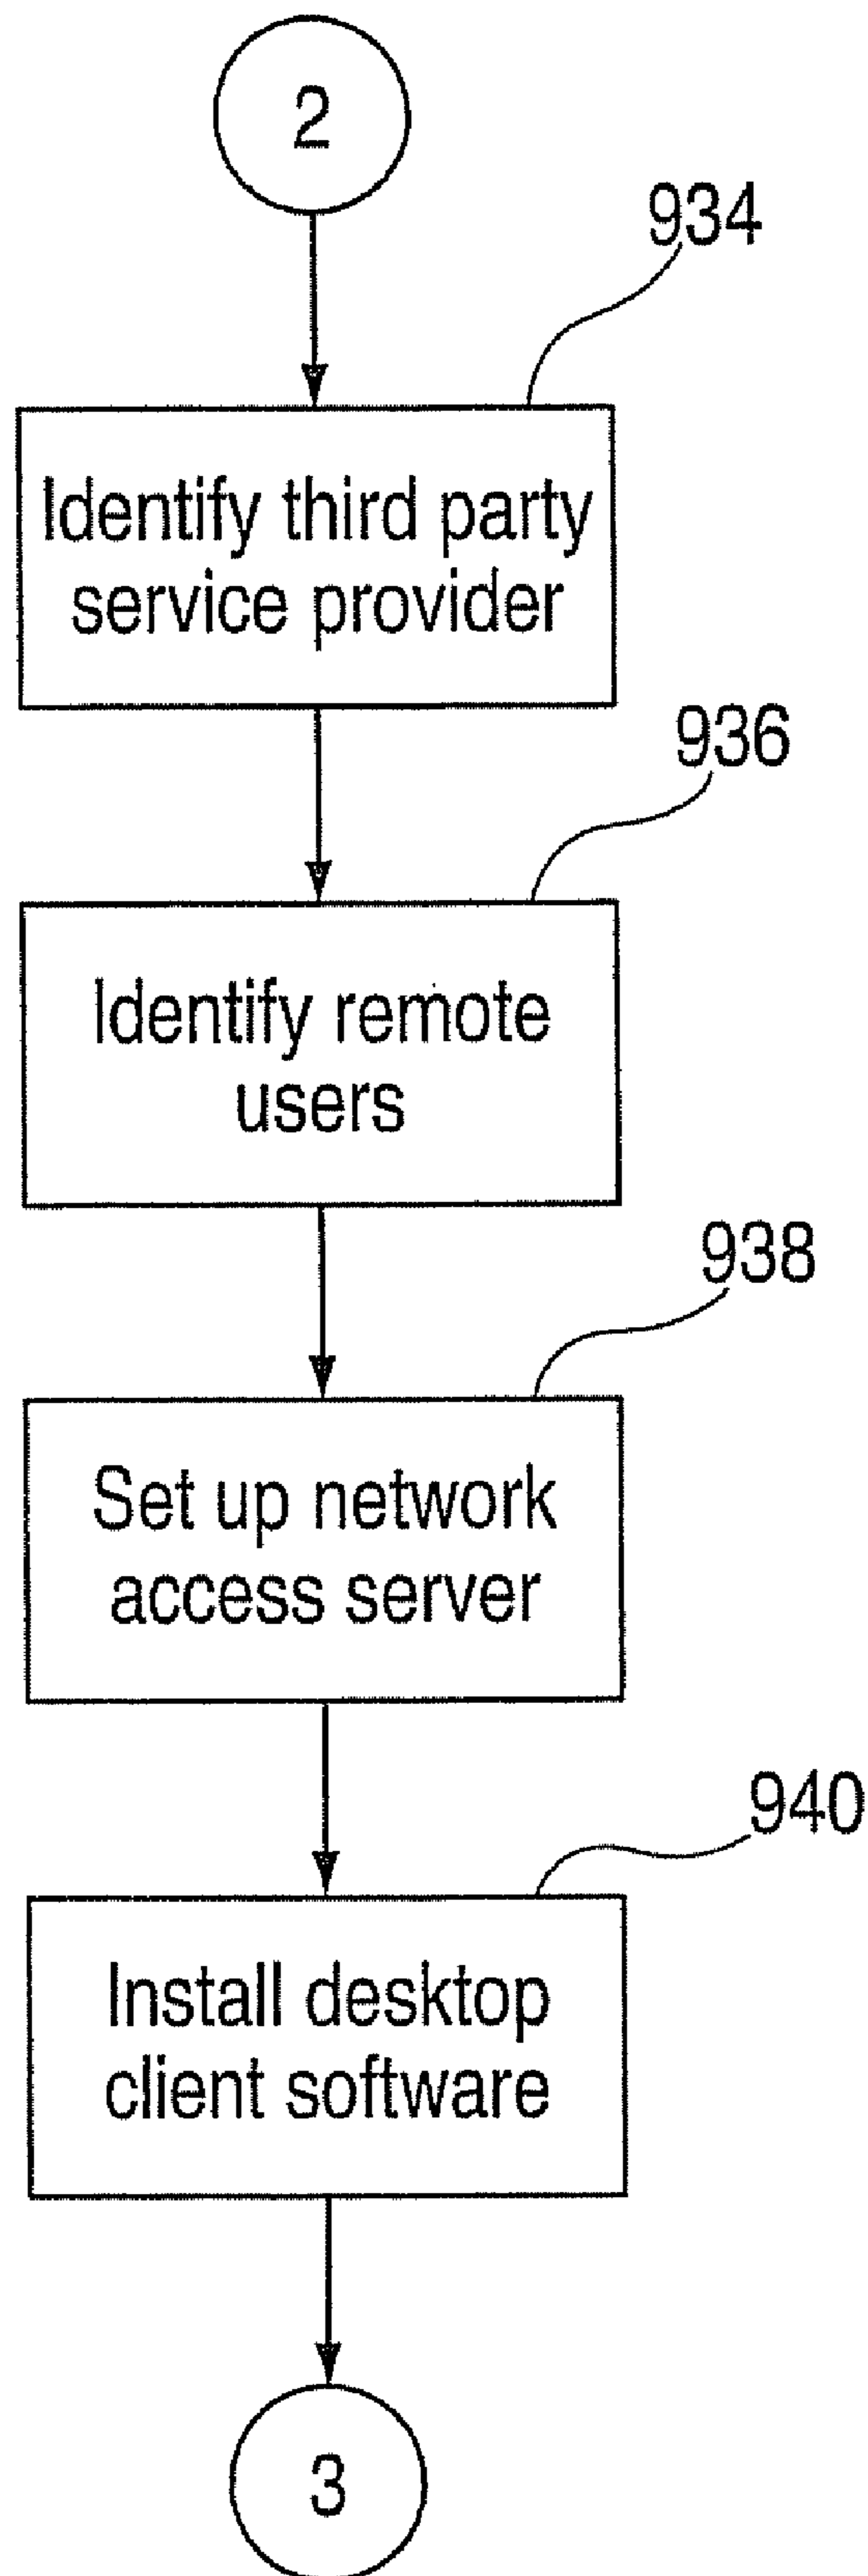 2
934
Identify third party
service provider
936
Identify remote
users
938
Set up network
access server
940
Install desktop
client software
3